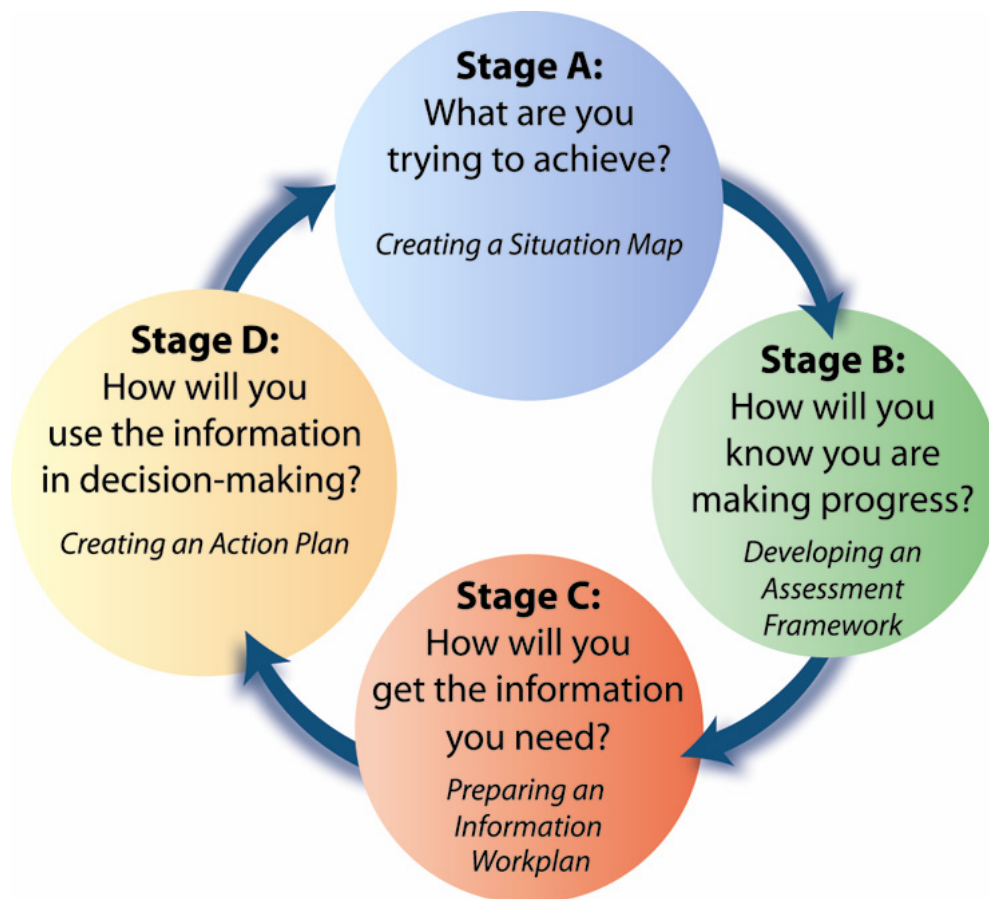 Stage A:
What are you
trying to achieve?
Creating a Situation Map
Stage B:
How will you
know you are
making progress?
Developing an
Assessment
Framework
Stage C:
How will you
get the information
you need?
Preparing an
Information
Workplan
Stage D:
How will you
use the information
in decision-making?
Creating an Action Plan